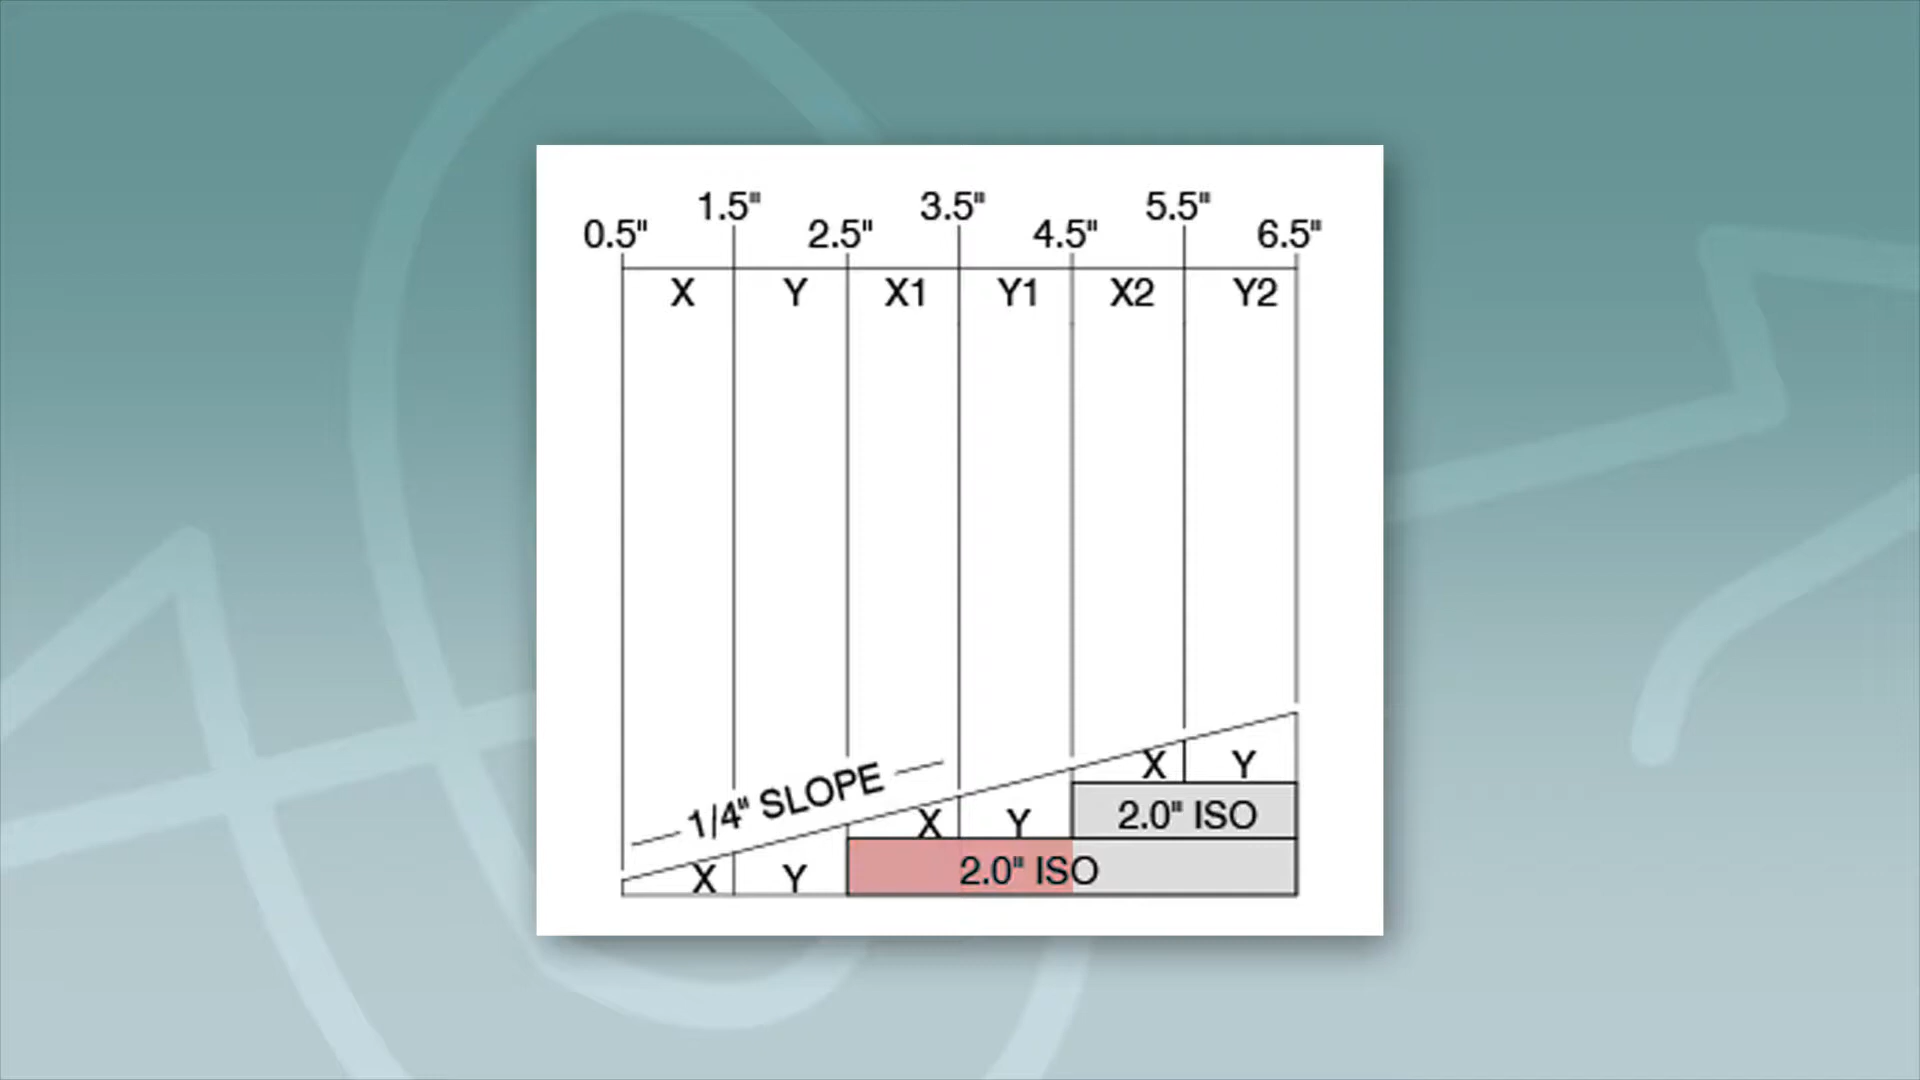 1.5" 3.5" 5.5"
0.5" 2.5" 4.5" 6.5"
X Y X1 Y1 X2 Y2
1/4" SLOPE
X Y
2.0" ISO
X Y
X Y
2.0" ISO